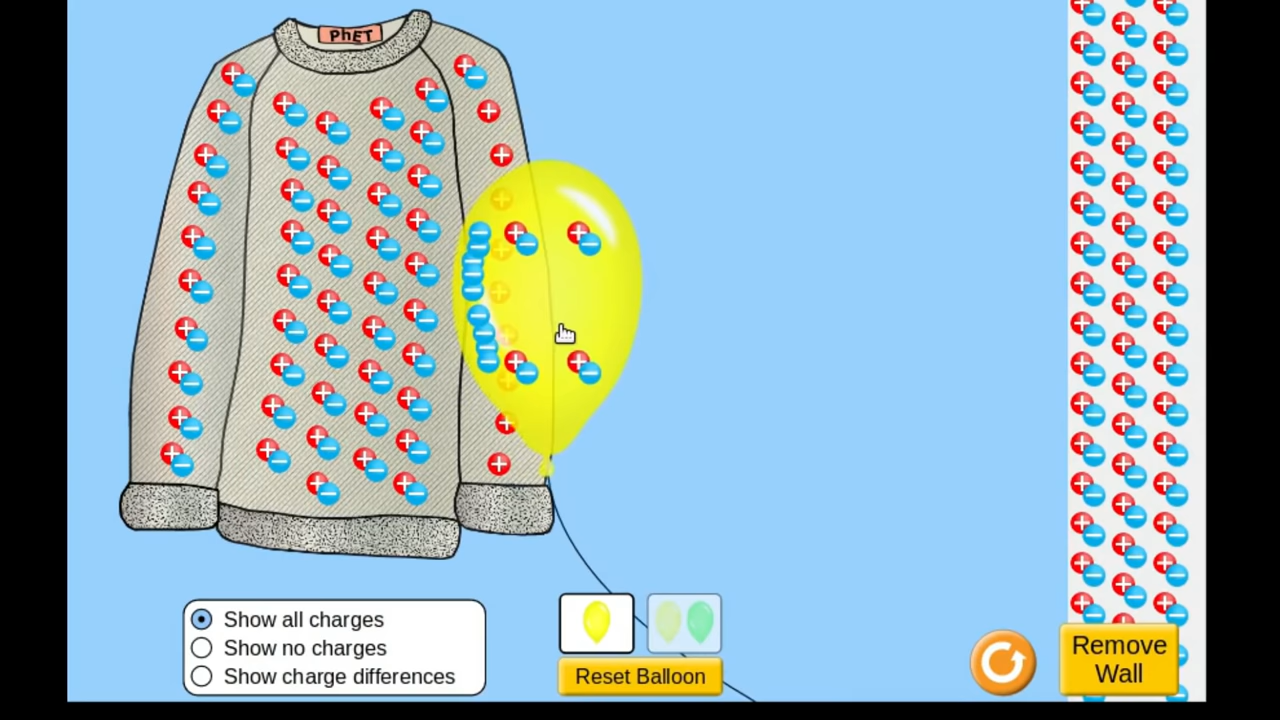 PhET
Show all charges
Show no charges
Show charge differences
Reset Balloon
Remove
Wall